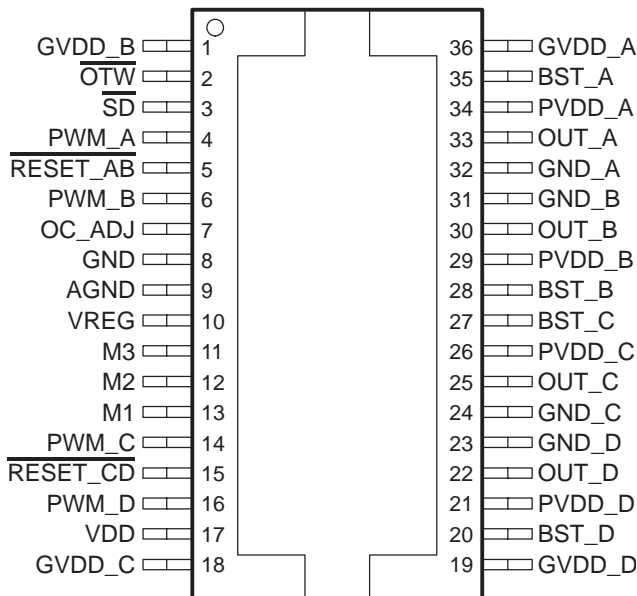 GVDD_B 1 36 GVDD_A
OTW 2 35 BST_A
SD 3 34 PVDD_A
PWM_A 4 33 OUT_A
RESET_AB 5 32 GND_A
PWM_B 6 31 GND_B
OC_ADJ 7 30 OUT_B
GND 8 29 PVDD_B
AGND 9 28 BST_B
VREG 10 27 BST_C
M3 11 26 PVDD_C
M2 12 25 OUT_C
M1 13 24 GND_C
PWM_C 14 23 GND_D
RESET_CD 15 22 OUT_D
PWM_D 16 21 PVDD_D
VDD 17 20 BST_D
GVDD_C 18 19 GVDD_D